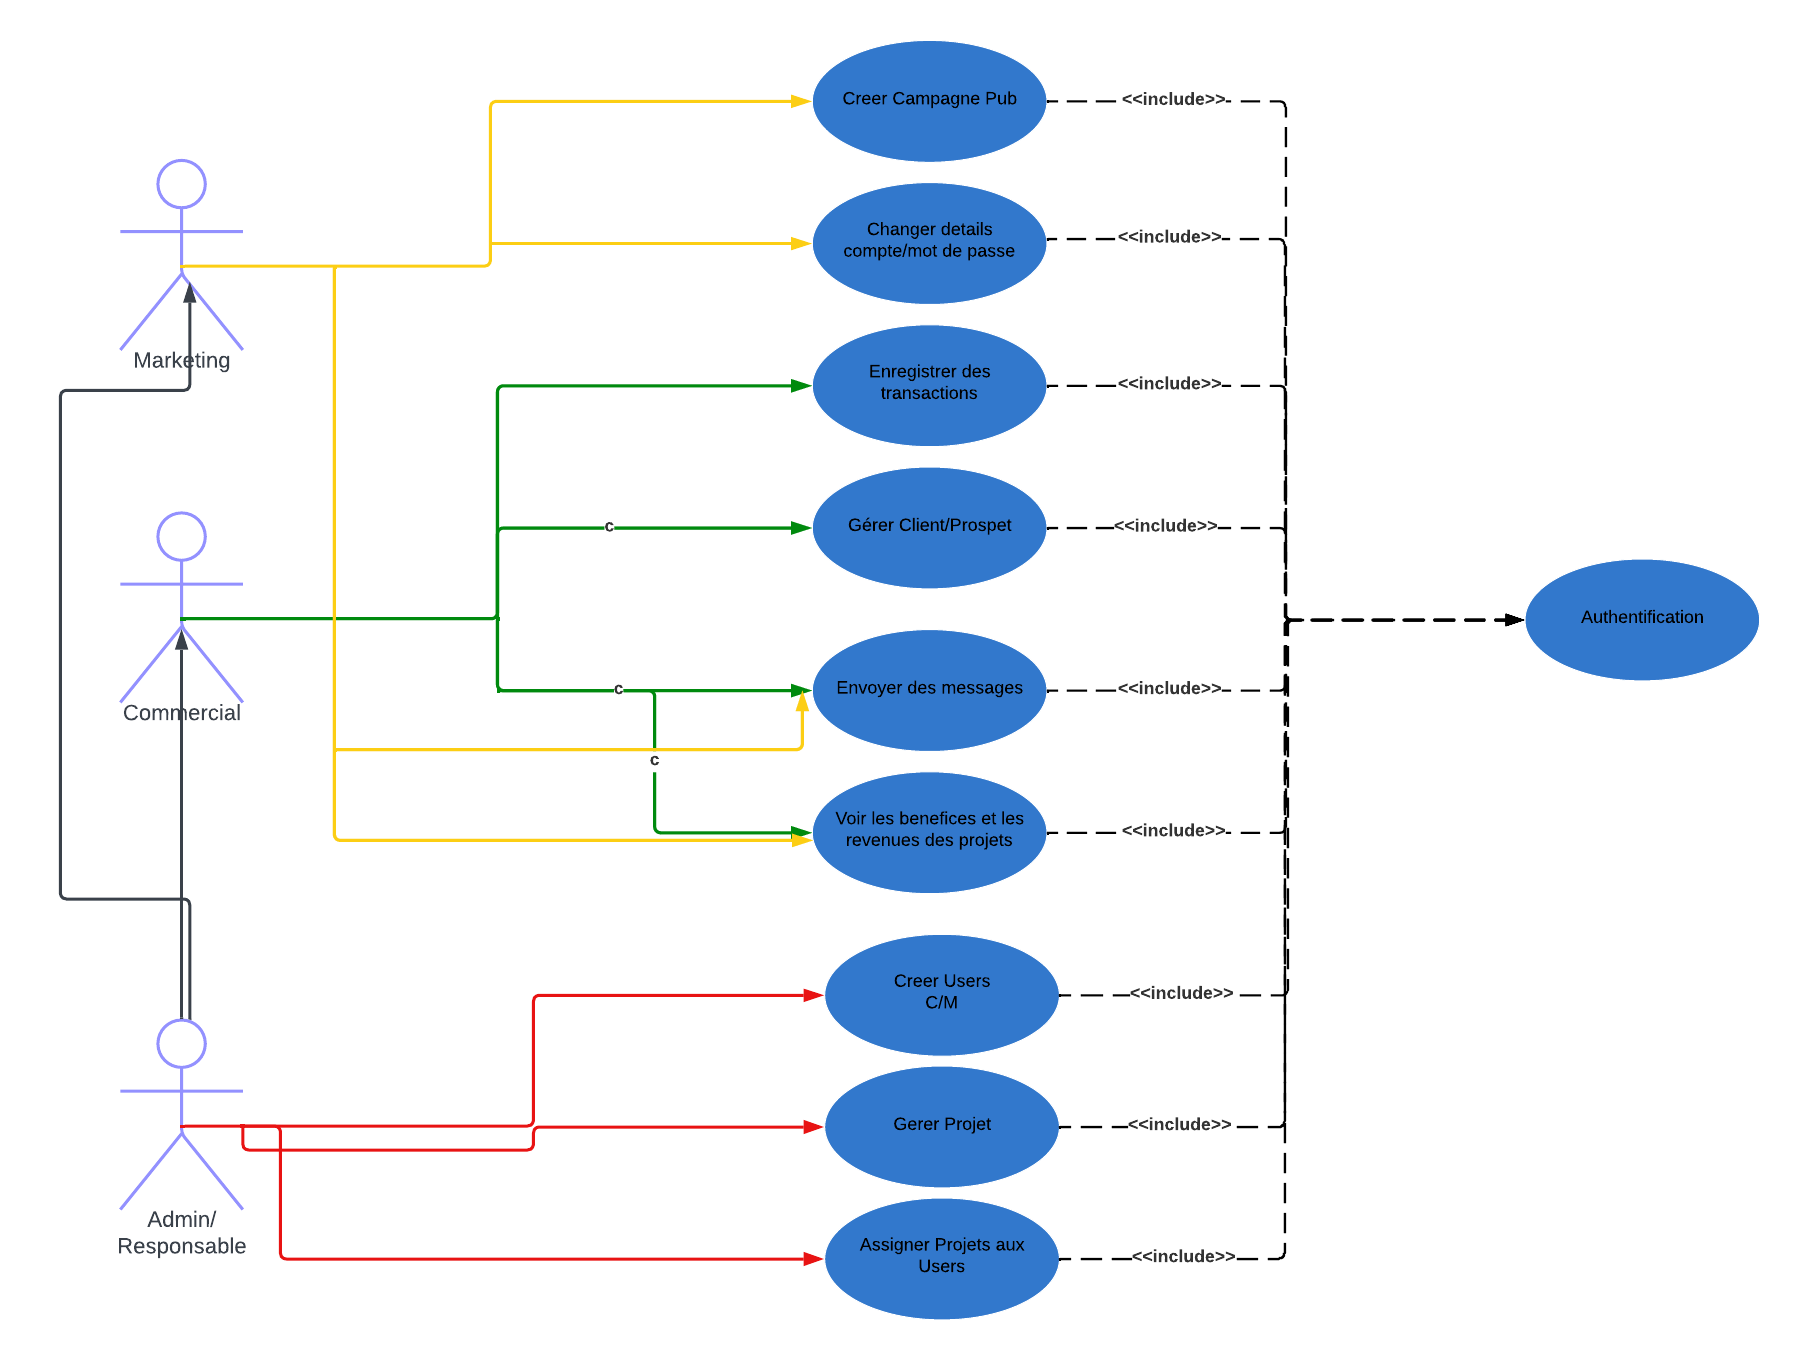 Creer Campagne Pub
<<include>>
Changer details
compte/mot de passe
<<include>>
Marketing
Enregistrer des
transactions
<<include>>
c
Gérer Client/Prospet
<<include>>
Authentification
Commercial
c
Envoyer des messages
<<include>>
c
Voir les benefices et les
revenues des projets
<<include>>
Creer Users
C/M
<<include>>
Gerer Projet
<<include>>
Admin/
Responsable
Assigner Projets aux
Users
<<include>>